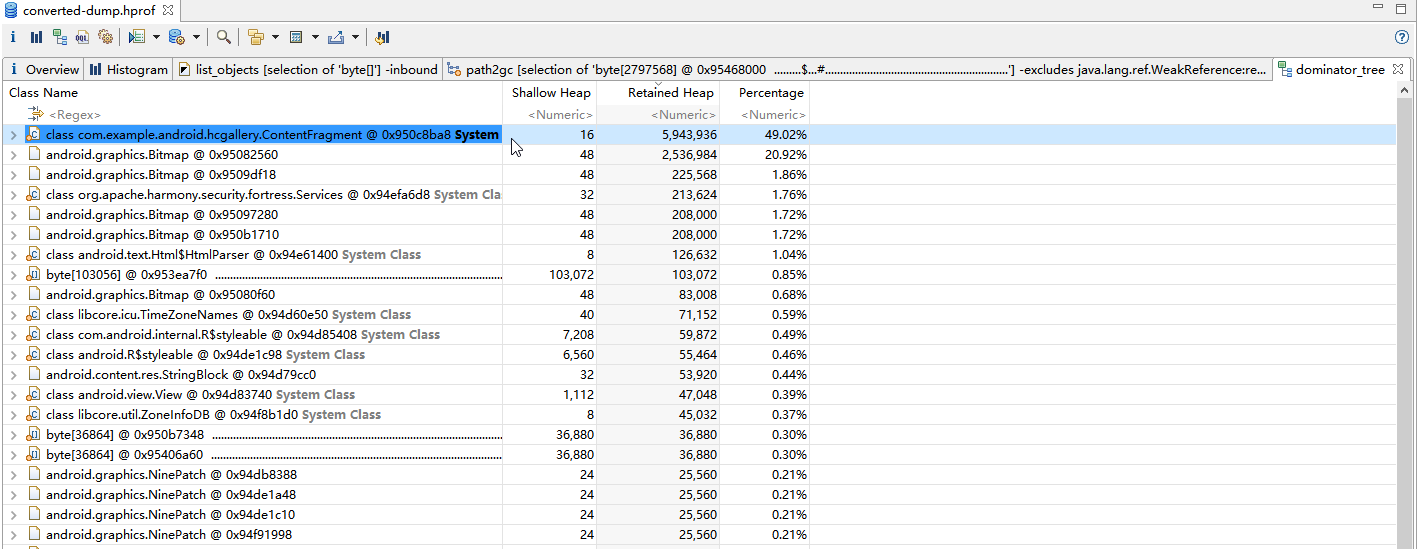 converted-dump.hprof
i Overview Histogram list_objects [selection of 'byte[]'] -inbound path2gc [selection of 'byte[2797568] @ 0x95468000 .........$...#.............................................................'] -excludes java.lang.ref.WeakReference:re... dominator_tree
Class Name Shallow Heap Retained Heap Percentage
<Regex> <Numeric> <Numeric> <Numeric>
class com.example.android.hcgallery.ContentFragment @ 0x950c8ba8 System 16 5,943,936 49.02%
android.graphics.Bitmap @ 0x95082560 48 2,536,984 20.92%
android.graphics.Bitmap @ 0x9509df18 48 225,568 1.86%
class org.apache.harmony.security.fortress.Services @ 0x94efa6d8 System Cla 32 213,624 1.76%
android.graphics.Bitmap @ 0x95097280 48 208,000 1.72%
android.graphics.Bitmap @ 0x950b1710 48 208,000 1.72%
class android.text.Html$HtmlParser @ 0x94e61400 System Class 8 126,632 1.04%
byte[103056] @ 0x953ea7f0 ................................................................................................ 103,072 103,072 0.85%
android.graphics.Bitmap @ 0x95080f60 48 83,008 0.68%
class libcore.icu.TimeZoneNames @ 0x94d60e50 System Class 40 71,152 0.59%
class com.android.internal.R$styleable @ 0x94d85408 System Class 7,208 59,872 0.49%
class android.R$styleable @ 0x94de1c98 System Class 6,560 55,464 0.46%
android.content.res.StringBlock @ 0x94d79cc0 32 53,920 0.44%
class android.view.View @ 0x94d83740 System Class 1,112 47,048 0.39%
class libcore.util.ZoneInfoDB @ 0x94f8b1d0 System Class 8 45,032 0.37%
byte[36864] @ 0x950b7348 ................................................................................................ 36,880 36,880 0.30%
byte[36864] @ 0x95406a60 ................................................................................................ 36,880 36,880 0.30%
android.graphics.NinePatch @ 0x94db8388 24 25,560 0.21%
android.graphics.NinePatch @ 0x94de1a48 24 25,560 0.21%
android.graphics.NinePatch @ 0x94de1c10 24 25,560 0.21%
android.graphics.NinePatch @ 0x94f91998 24 25,560 0.21%